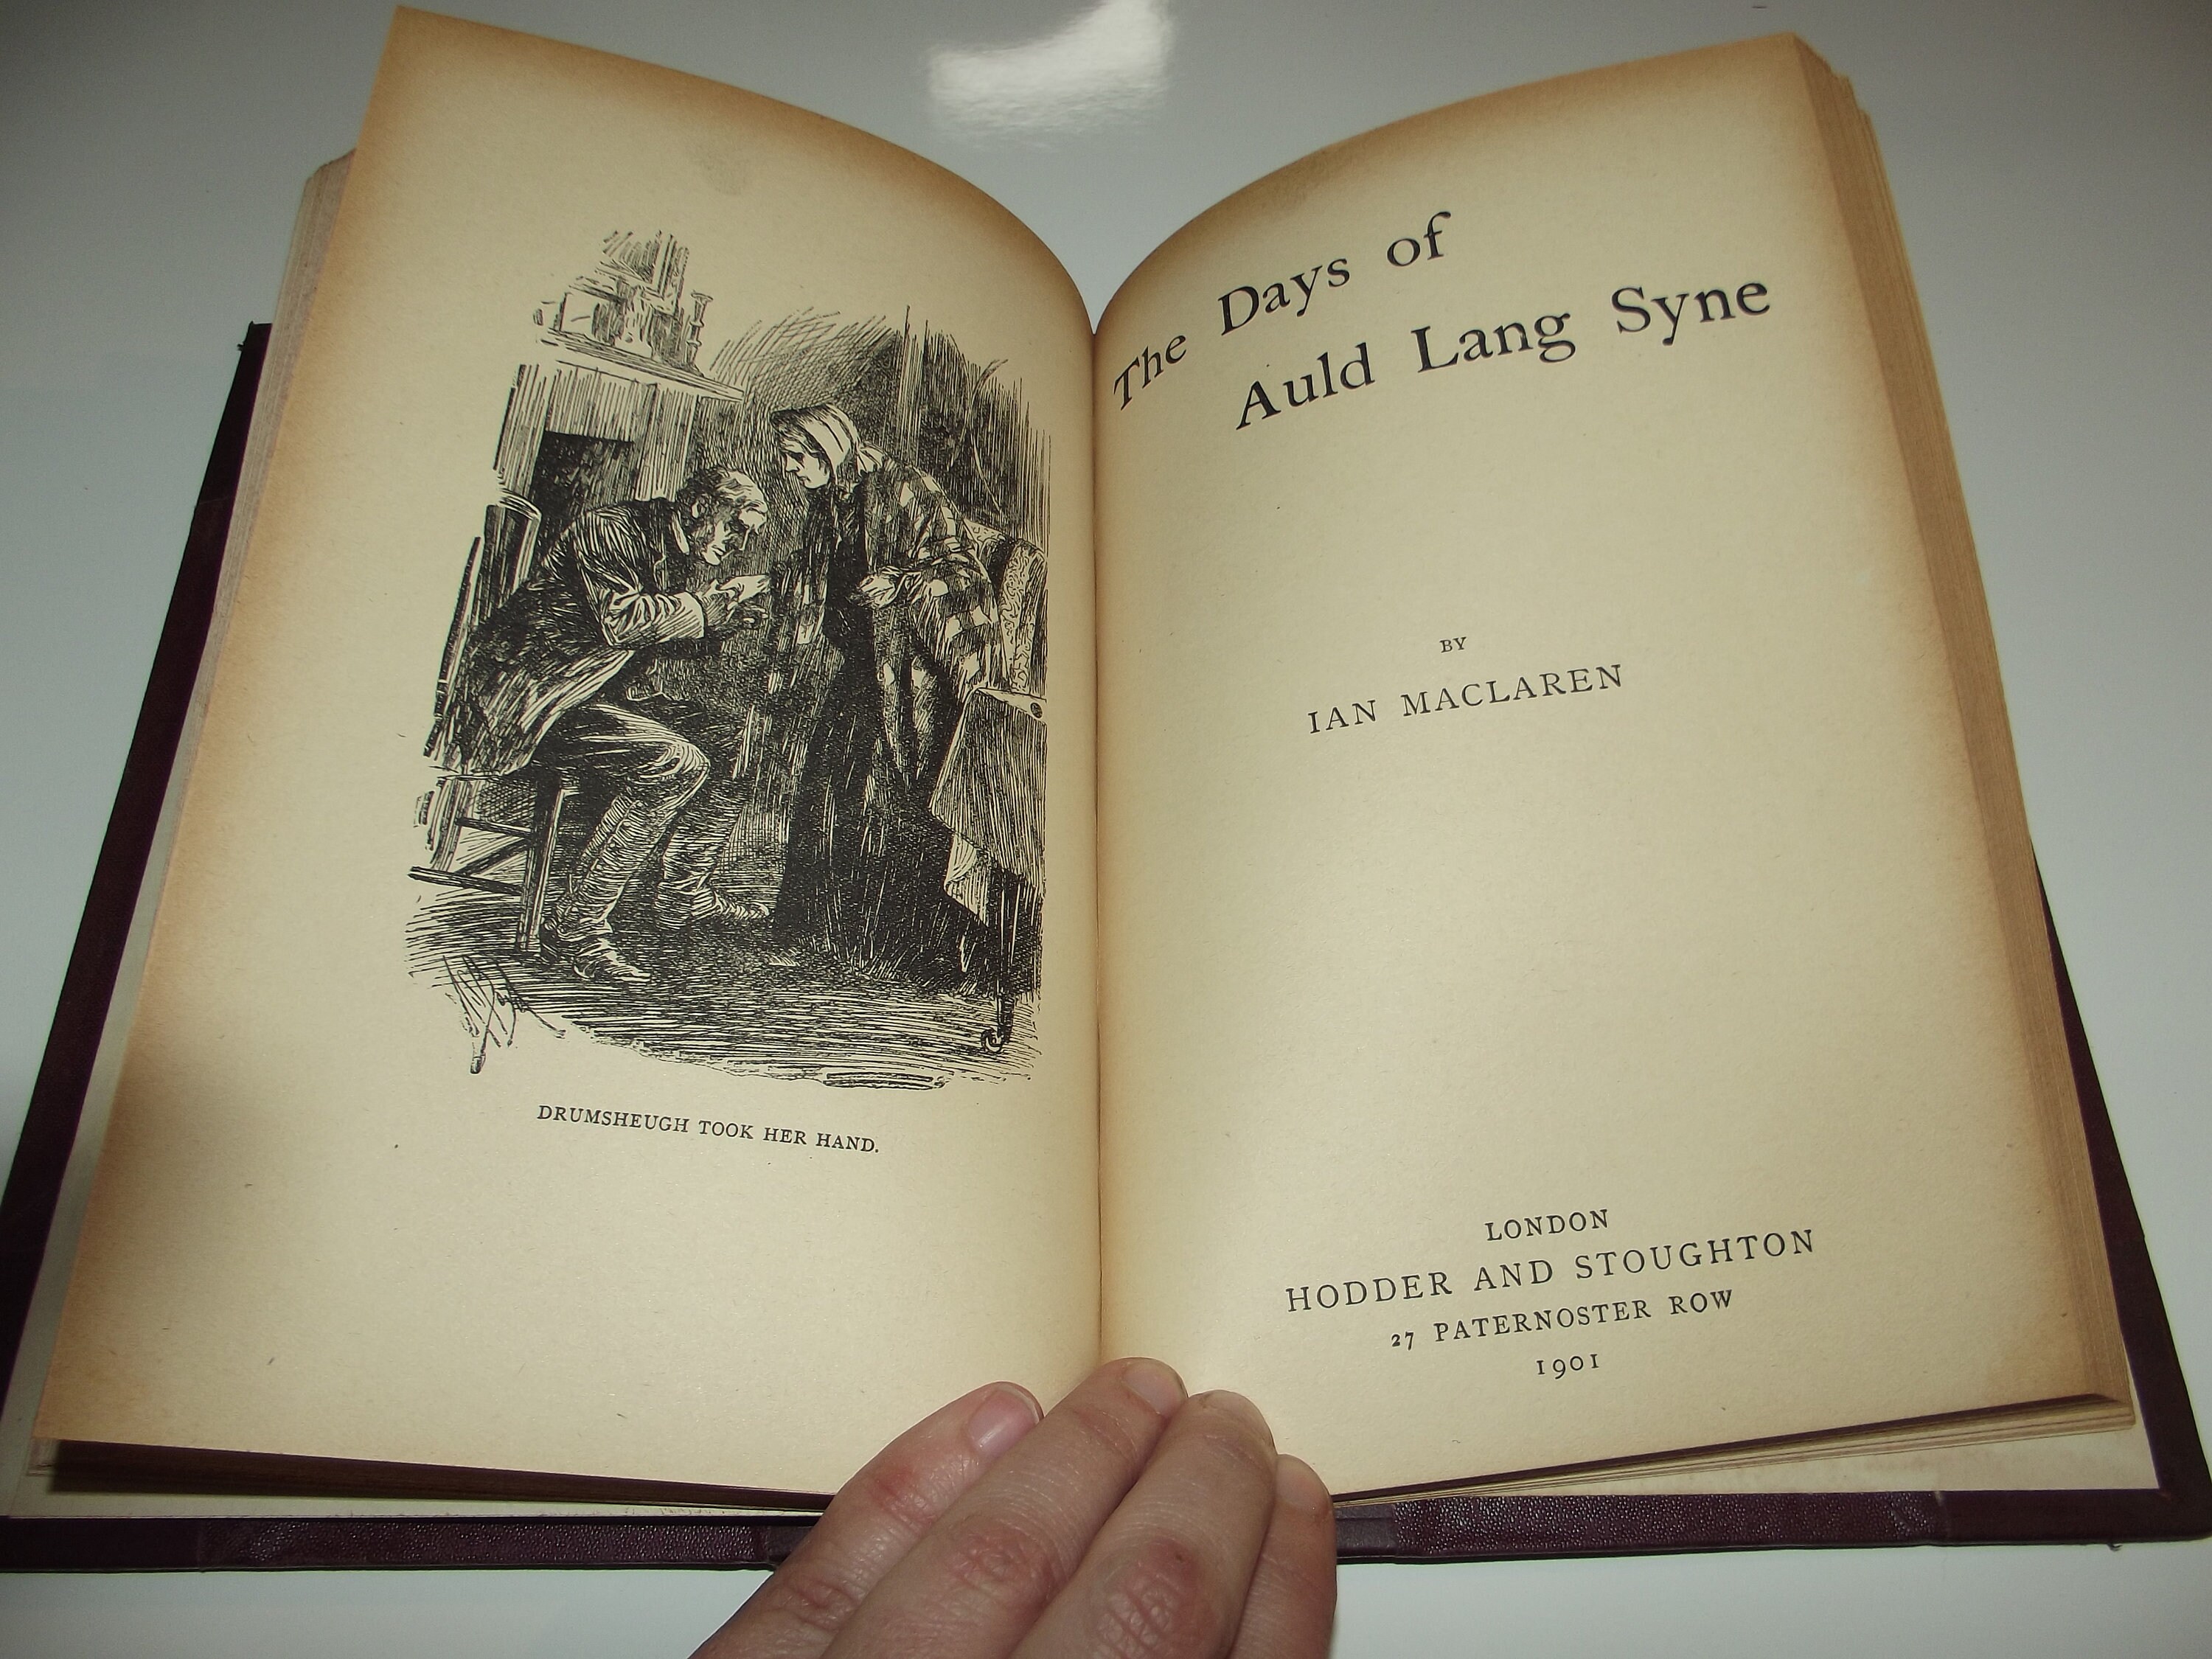 DRUMSHEUGH TOOK HER HAND.
The Days of
Auld Lang Syne
BY
IAN MACLAREN
LONDON
HODDER AND STOUGHTON
27 PATERNOSTER ROW
1901